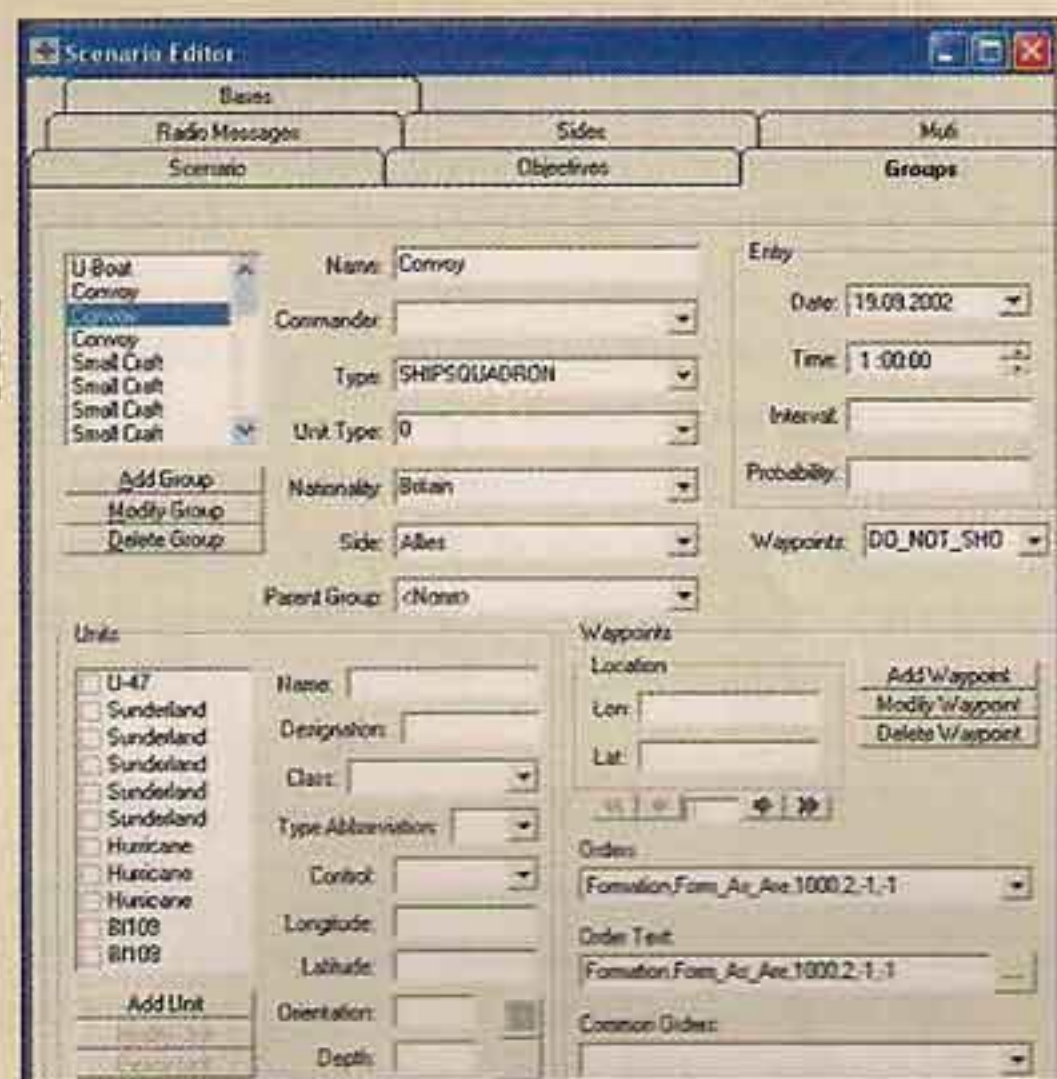 Scenario Editor
Bases
Radio Messages
Sides
Multi
Scenario
Objectives
Groups
U-Boat
Convoy
Convoy
Convoy
Small Craft
Small Craft
Small Craft
Small Craft
Add Group
Modify Group
Delete Group
Name: Convoy
Commander:
Type: SHIPSQUADRON
Unit Type: 0
Nationality: Britain
Side: Allies
Parent Group: <None>
Entry
Date: 19.09.2002
Time: 1:00:00
Interval:
Probability:
Waypoints: DO_NOT_SHO
Units
U-47
Sunderland
Sunderland
Sunderland
Sunderland
Sunderland
Hurricane
Hurricane
Hurricane
Bf109
Bf109
Add Unit
Name:
Designation:
Class:
Type Abbreviation:
Control:
Longitude:
Latitude:
Orientation:
Depth:
Waypoints
Location
Lon:
Lat:
Add Waypoint
Modify Waypoint
Delete Waypoint
Orders:
Formation,Form_As_Are,1000,2,-1,-1
Order Text:
Formation,Form_As_Are,1000,2,-1,-1
...
Common Orders: